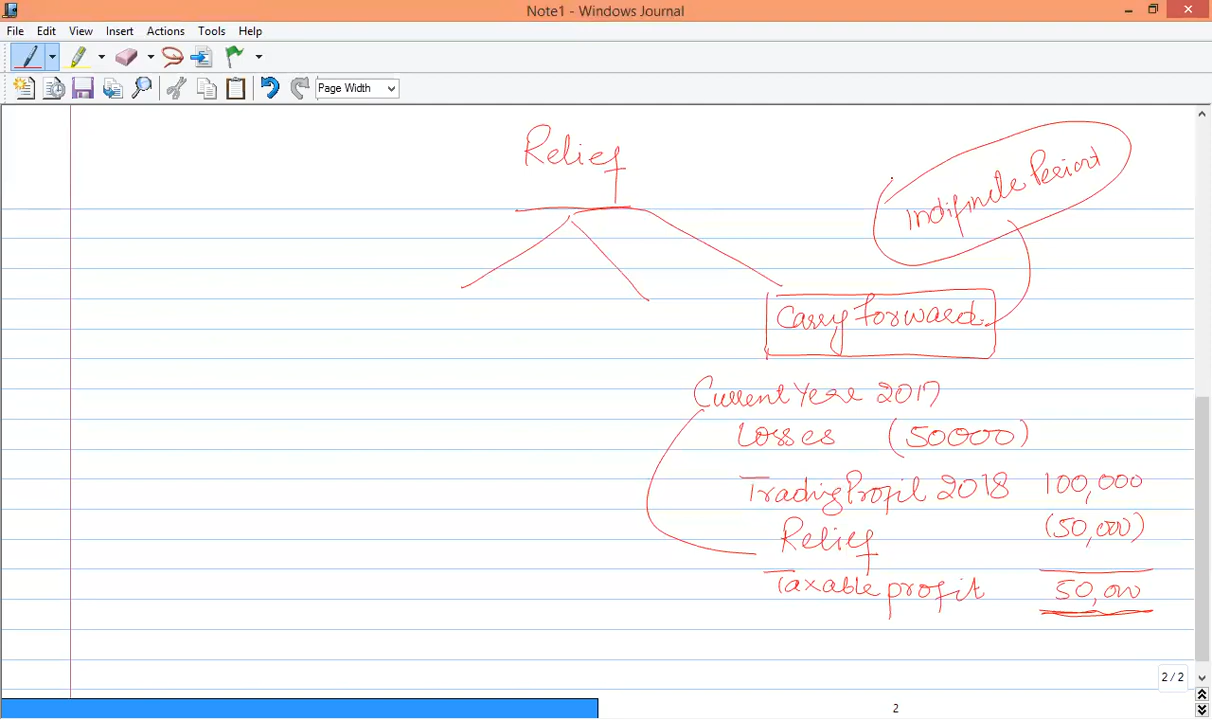 Note1 - Windows Journal
File Edit View Insert Actions Tools Help
Page Width
Relief
Indifinite Period
Carry forward
Current Year 2017
Losses (50000)
Trading Profit 2018 100,000
Relief (50,000)
Taxable profit 50,000
2 / 2
2